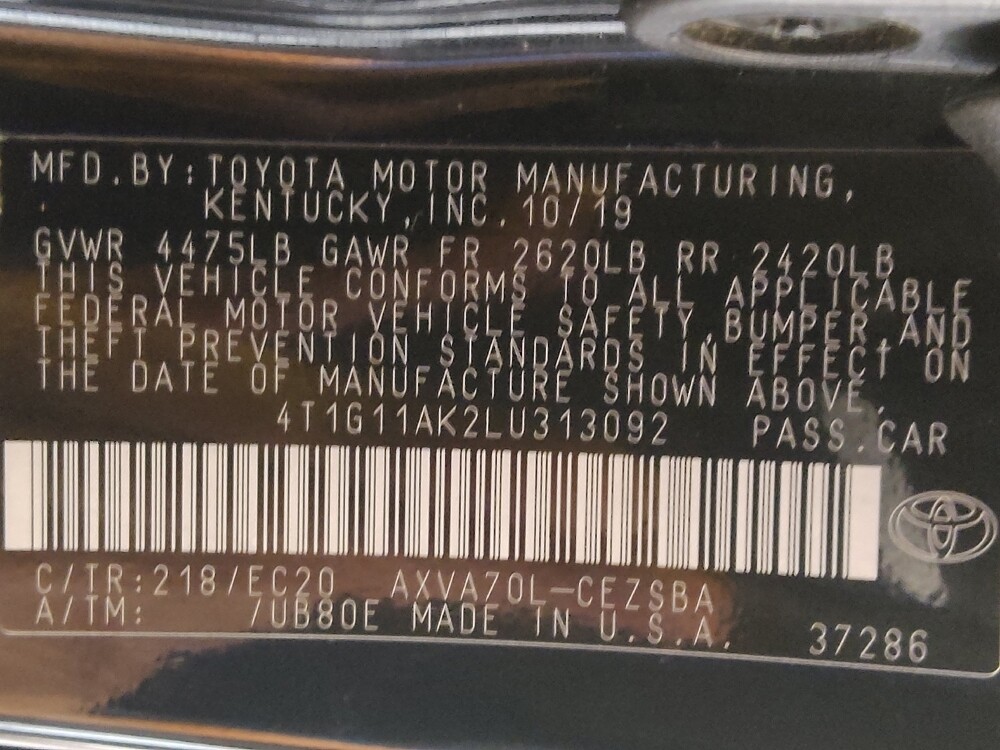 MFD.BY:TOYOTA MOTOR MANUFACTURING,
KENTUCKY,INC. 10/19
GVWR 4475LB GAWR FR 2620LB RR 2420LB
THIS VEHICLE CONFORMS TO ALL APPLICABLE
FEDERAL MOTOR VEHICLE SAFETY,BUMPER,AND
THEFT PREVENTION STANDARDS IN EFFECT ON
THE DATE OF MANUFACTURE SHOWN ABOVE.
4T1G11AK2LU313092 PASS.CAR
C/TR:218/EC20 AXVA70L-CEZSBA
A/TM: /UB80E MADE IN U.S.A. 37286